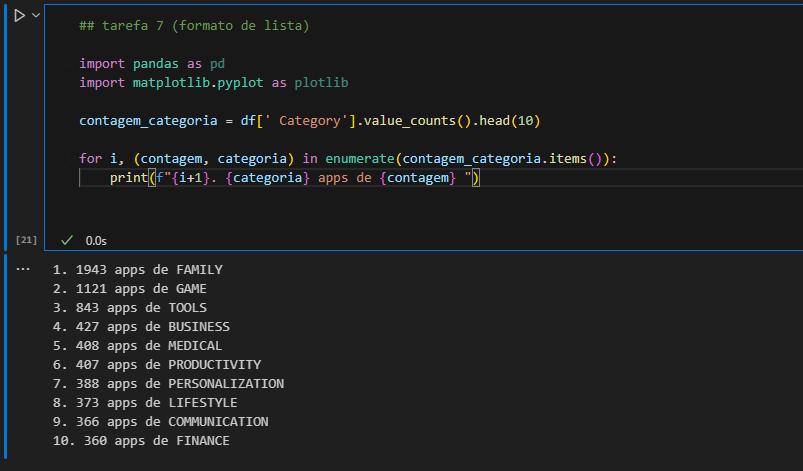 ## tarefa 7 (formato de lista)
import pandas as pd
import matplotlib.pyplot as plotlib
contagem_categoria = df[' Category'].value_counts().head(10)
for i, (contagem, categoria) in enumerate(contagem_categoria.items()):
    print(f"{i+1}. {categoria} apps de {contagem} ")
[21]
0.0s
...
1. 1943 apps de FAMILY
2. 1121 apps de GAME
3. 843 apps de TOOLS
4. 427 apps de BUSINESS
5. 408 apps de MEDICAL
6. 407 apps de PRODUCTIVITY
7. 388 apps de PERSONALIZATION
8. 373 apps de LIFESTYLE
9. 366 apps de COMMUNICATION
10. 360 apps de FINANCE